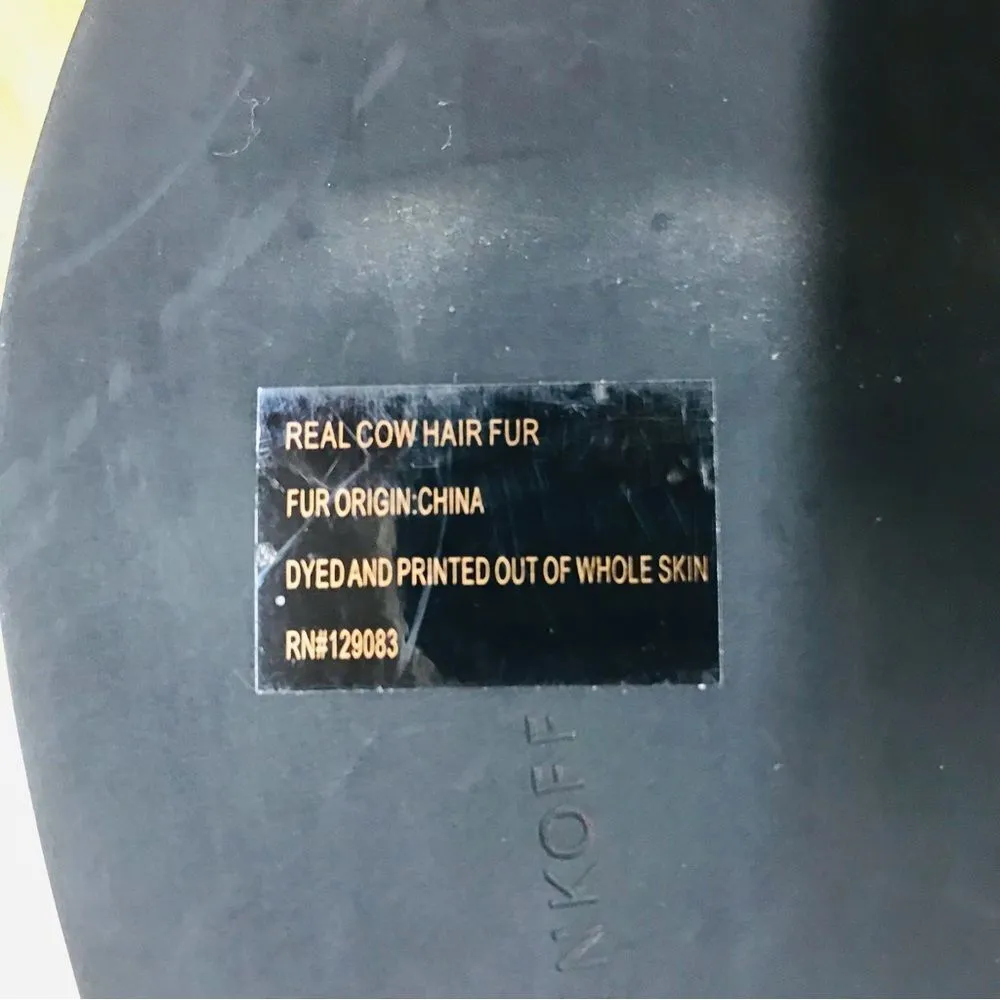 REAL COW HAIR FUR
FUR ORIGIN:CHINA
DYED AND PRINTED OUT OF WHOLE SKIN
RN#129083
NKOFF